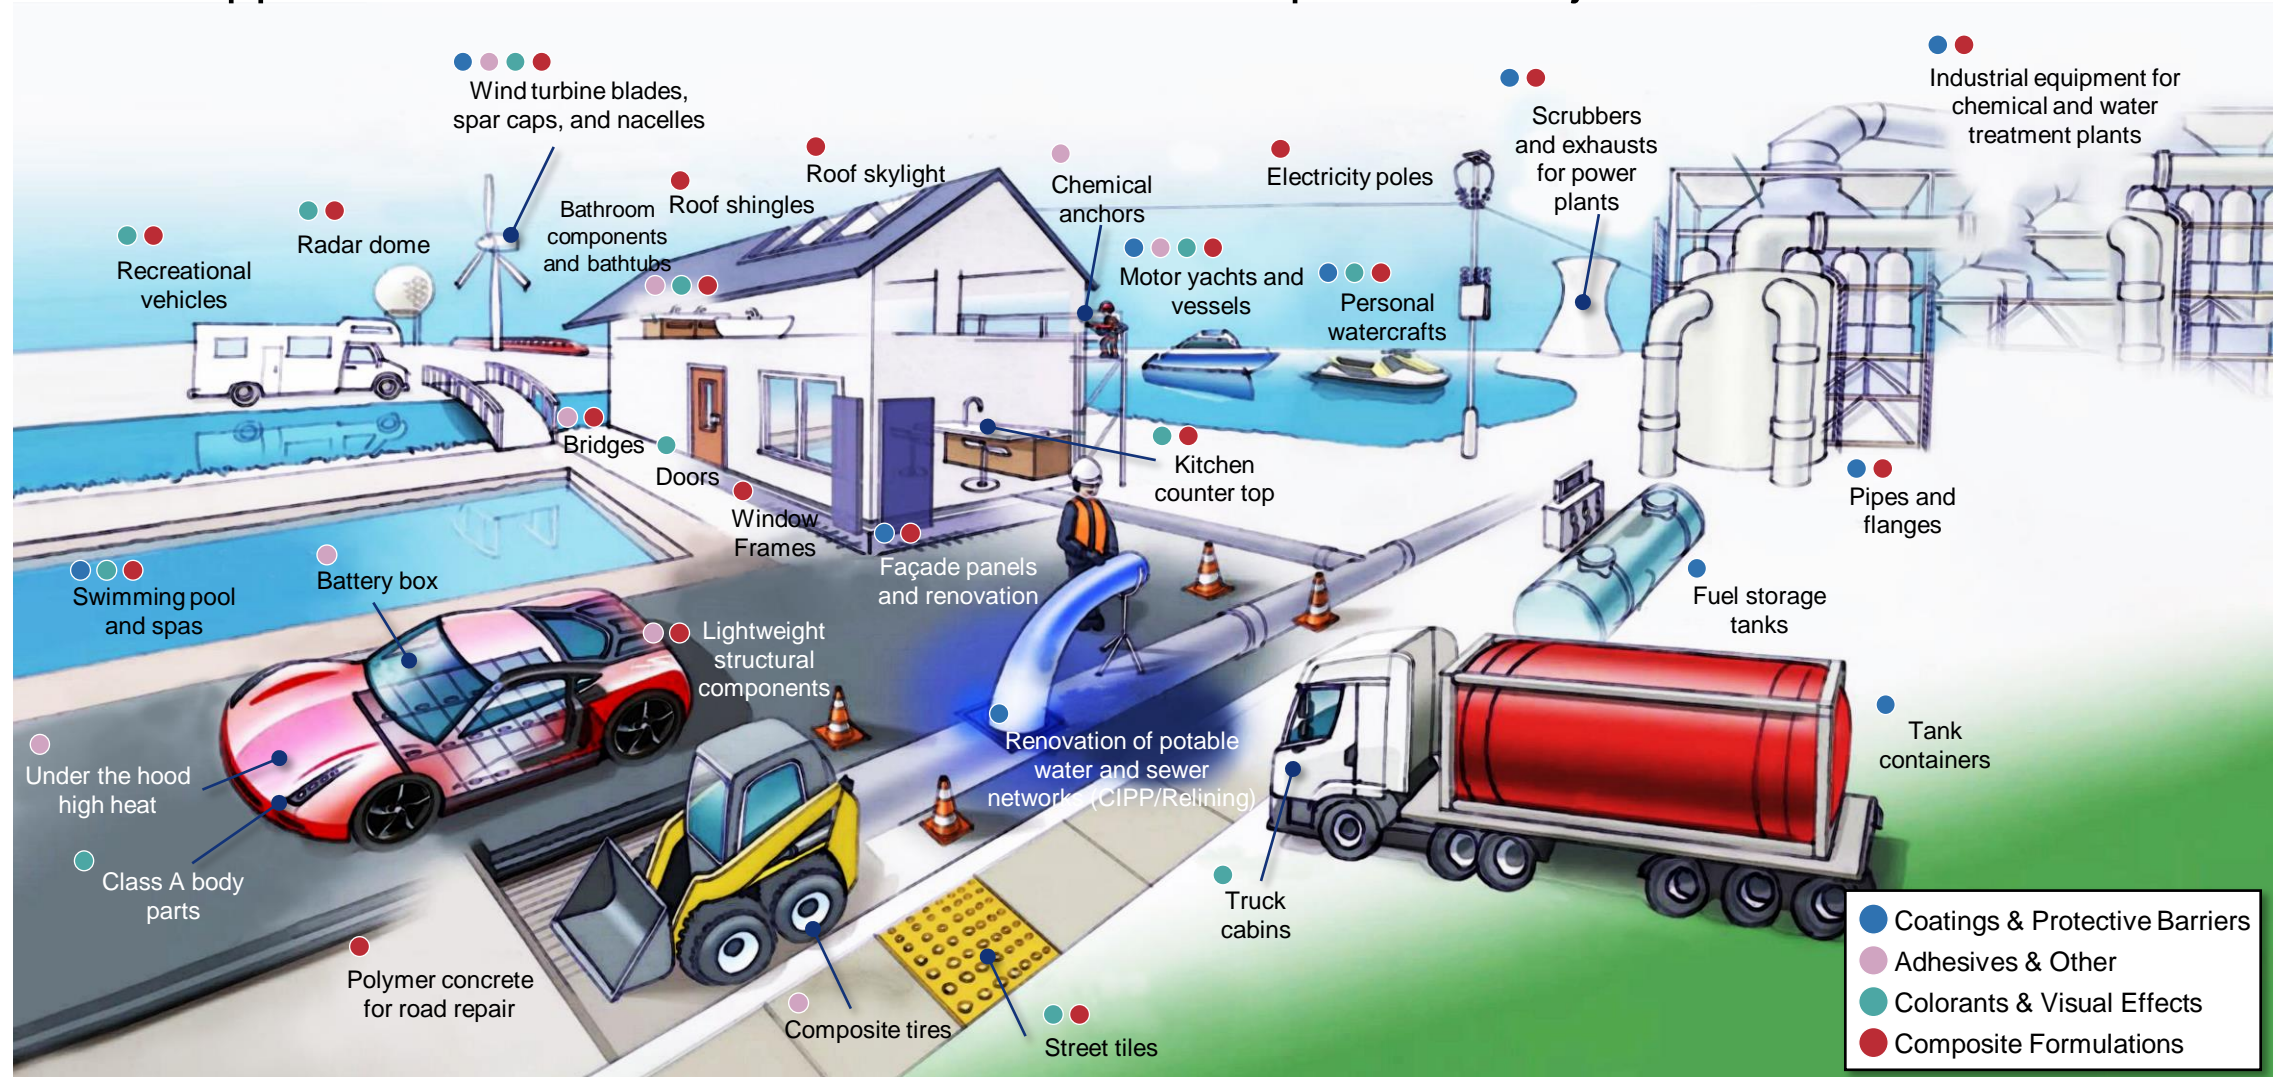 Wind turbine blades,
spar caps, and nacelles
Industrial equipment for
chemical and water
treatment plants
Scrubbers
and exhausts
for power
plants
Roof skylight
Roof shingles
Chemical
anchors
Electricity poles
Bathroom
components
and bathtubs
Radar dome
Recreational
vehicles
Motor yachts and
vessels
Personal
watercrafts
Bridges
Doors
Window
Frames
Kitchen
counter top
Pipes and
flanges
Façade panels
and renovation
Battery box
Swimming pool
and spas
Fuel storage
tanks
Lightweight
structural
components
Tank
containers
Renovation of potable
water and sewer
networks (CIPP/Relining)
Under the hood
high heat
Class A body
parts
Truck
cabins
Polymer concrete
for road repair
Composite tires
Street tiles
Coatings & Protective Barriers
Adhesives & Other
Colorants & Visual Effects
Composite Formulations